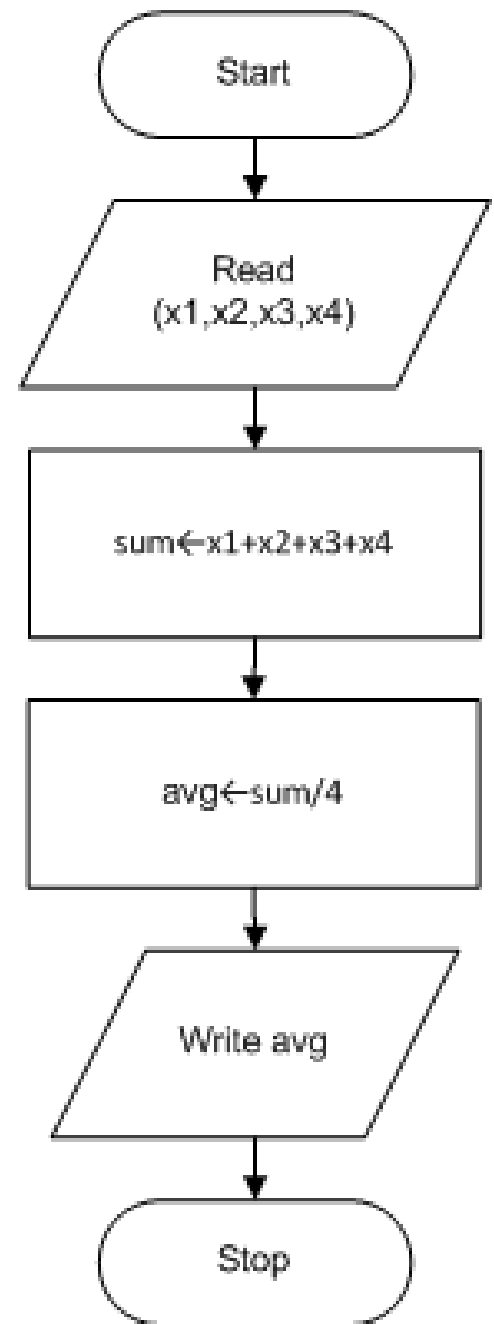 Start
Read
(x1,x2,x3,x4)
sum←x1+x2+x3+x4
avg←sum/4
Write avg
Stop